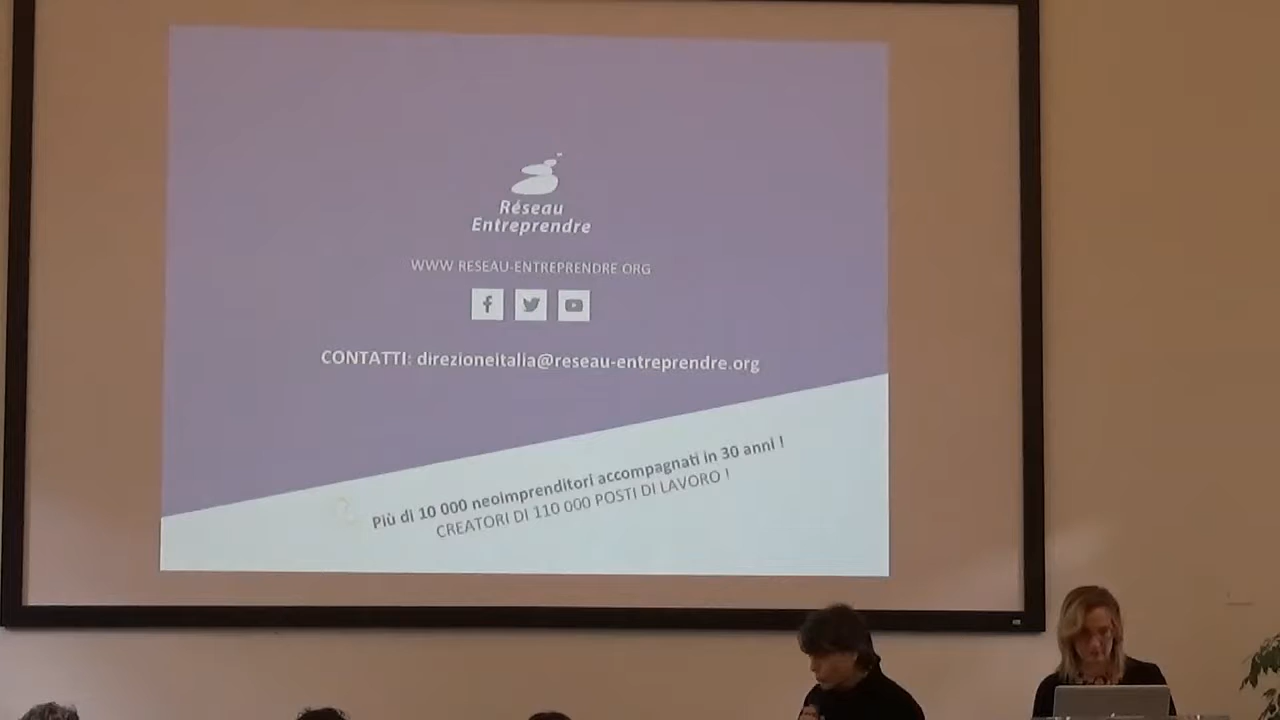 Réseau
Entreprendre
WWW.RESEAU-ENTREPRENDRE.ORG
CONTATTI: direzioneitalia@reseau-entreprendre.org
Più di 10 000 neoimprenditori accompagnati in 30 anni !
CREATORI DI 110 000 POSTI DI LAVORO !